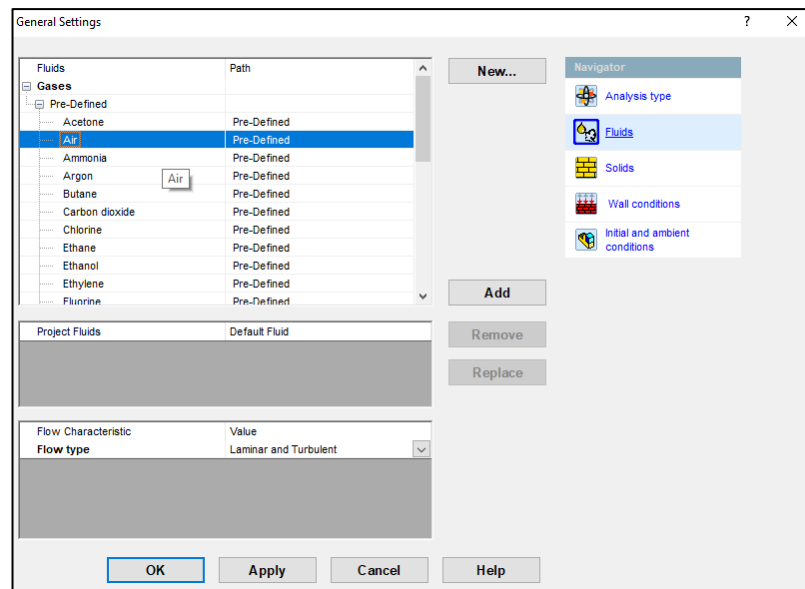 General Settings ? ×
Fluids Path
Gases
Pre-Defined
Acetone Pre-Defined
Air Pre-Defined
Ammonia Pre-Defined
Argon Pre-Defined
Air
Butane Pre-Defined
Carbon dioxide Pre-Defined
Chlorine Pre-Defined
Ethane Pre-Defined
Ethanol Pre-Defined
Ethylene Pre-Defined
Fluorine Pre-Defined
New...
Add
Remove
Replace
Navigator
Analysis type
Fluids
Solids
Wall conditions
Initial and ambient
conditions
Project Fluids Default Fluid
Flow Characteristic Value
Flow type Laminar and Turbulent
OK Apply Cancel Help